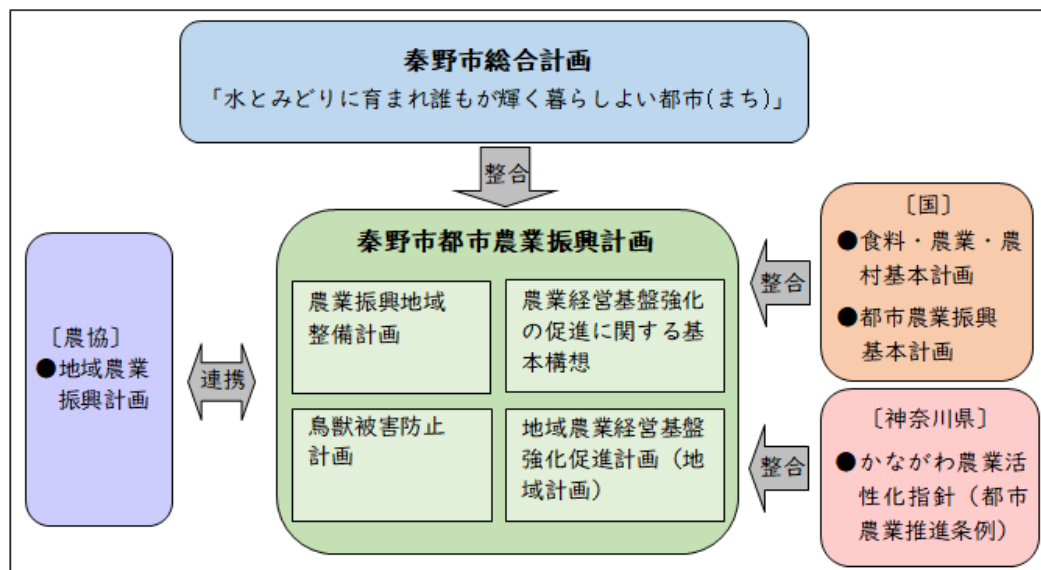 秦野市総合計画
「水とみどりに育まれ誰もが輝く暮らしよい都市(まち)」
整合
秦野市都市農業振興計画
農業振興地域
整備計画
農業経営基盤強化
の促進に関する基
本構想
鳥獣被害防止
計画
地域農業経営基盤
強化促進計画（地
域計画）
〔農協〕
●地域農業
振興計画
連携
〔国〕
●食料・農業・農
村基本計画
●都市農業振興
基本計画
整合
〔神奈川県〕
●かながわ農業活
性化指針（都市
農業推進条例）
整合